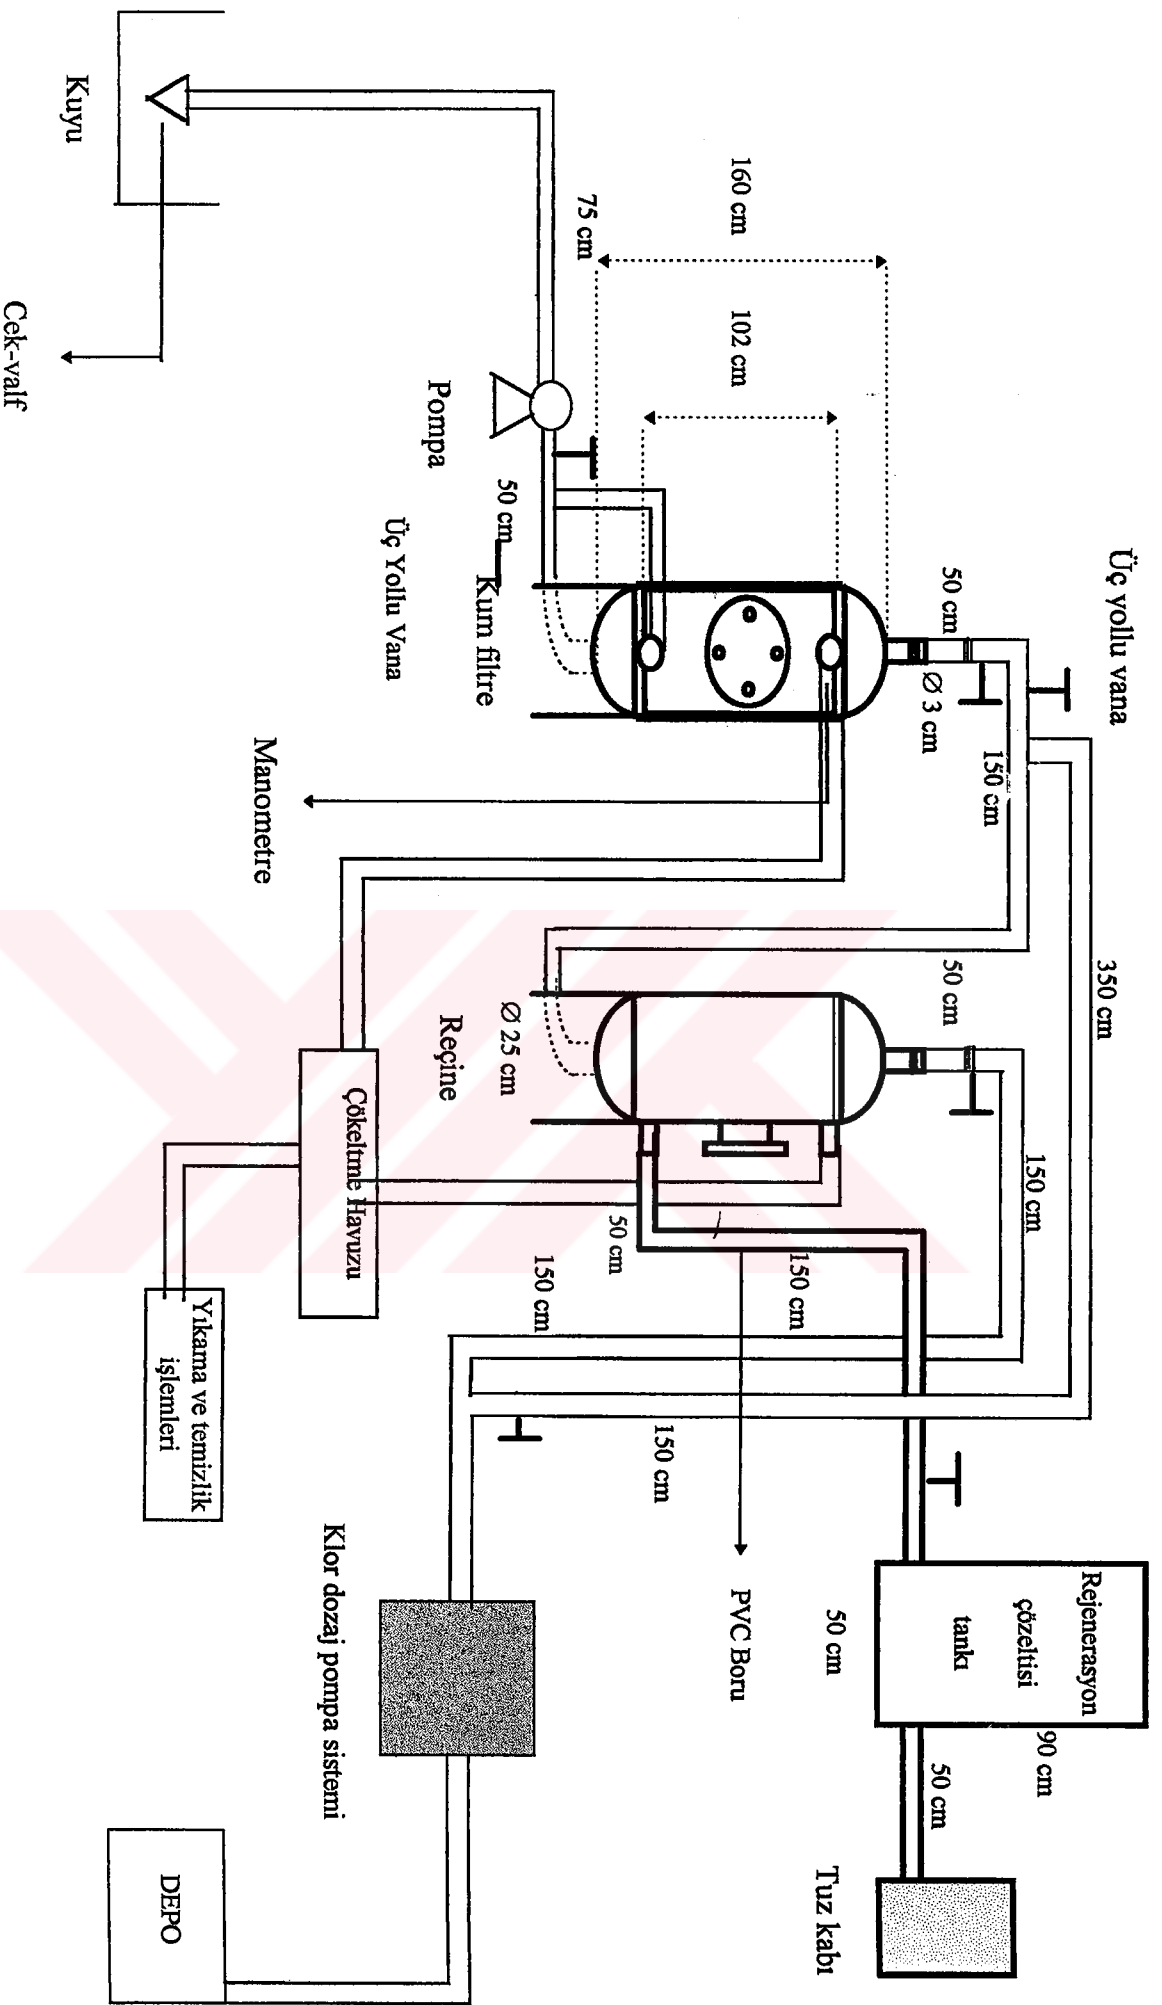 Üç yollu vana
350 cm
Rejenerasyon
çözeltisi
tankı
90 cm
50 cm
Ø 3 cm
150 cm
50 cm
150 cm
50 cm
Tuz kabı
160 cm
102 cm
150 cm
50 cm
PVC Boru
75 cm
50 cm
150 cm
150 cm
Pompa
50 cm
Kum filtre
Üç Yollu Vana
Ø 25 cm
Reçine
Kuyu
Cek-valf
Manometre
Çökeltme Havuzu
Yıkama ve temizlik
işlemleri
Klor dozaj pompa sistemi
DEPO